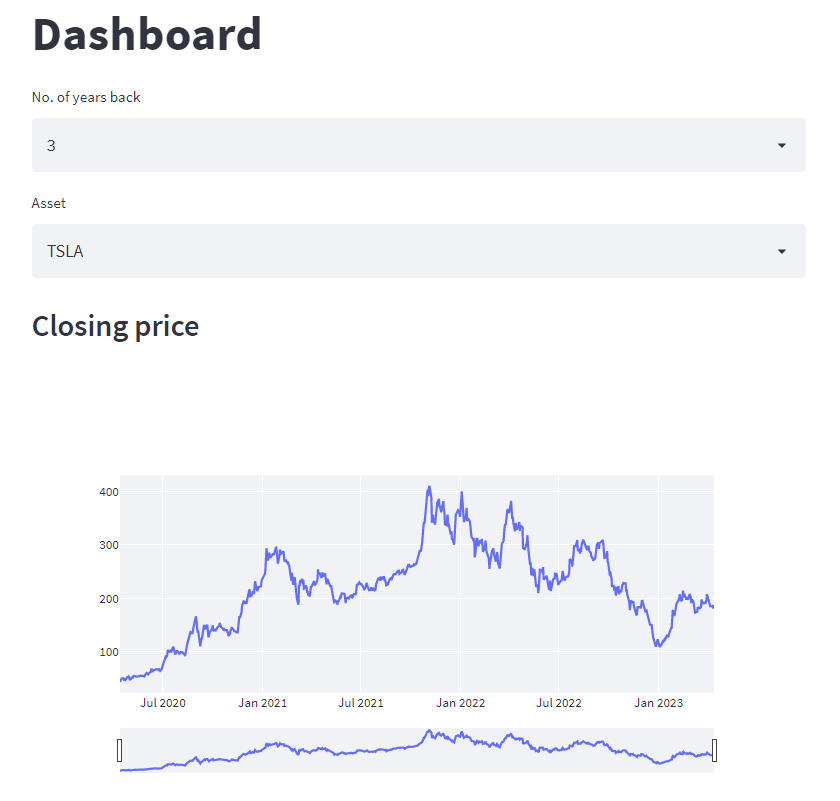 Dashboard
No. of years back
3
Asset
TSLA
Closing price
400
300
200
100
Jul 2020 Jan 2021 Jul 2021 Jan 2022 Jul 2022 Jan 2023